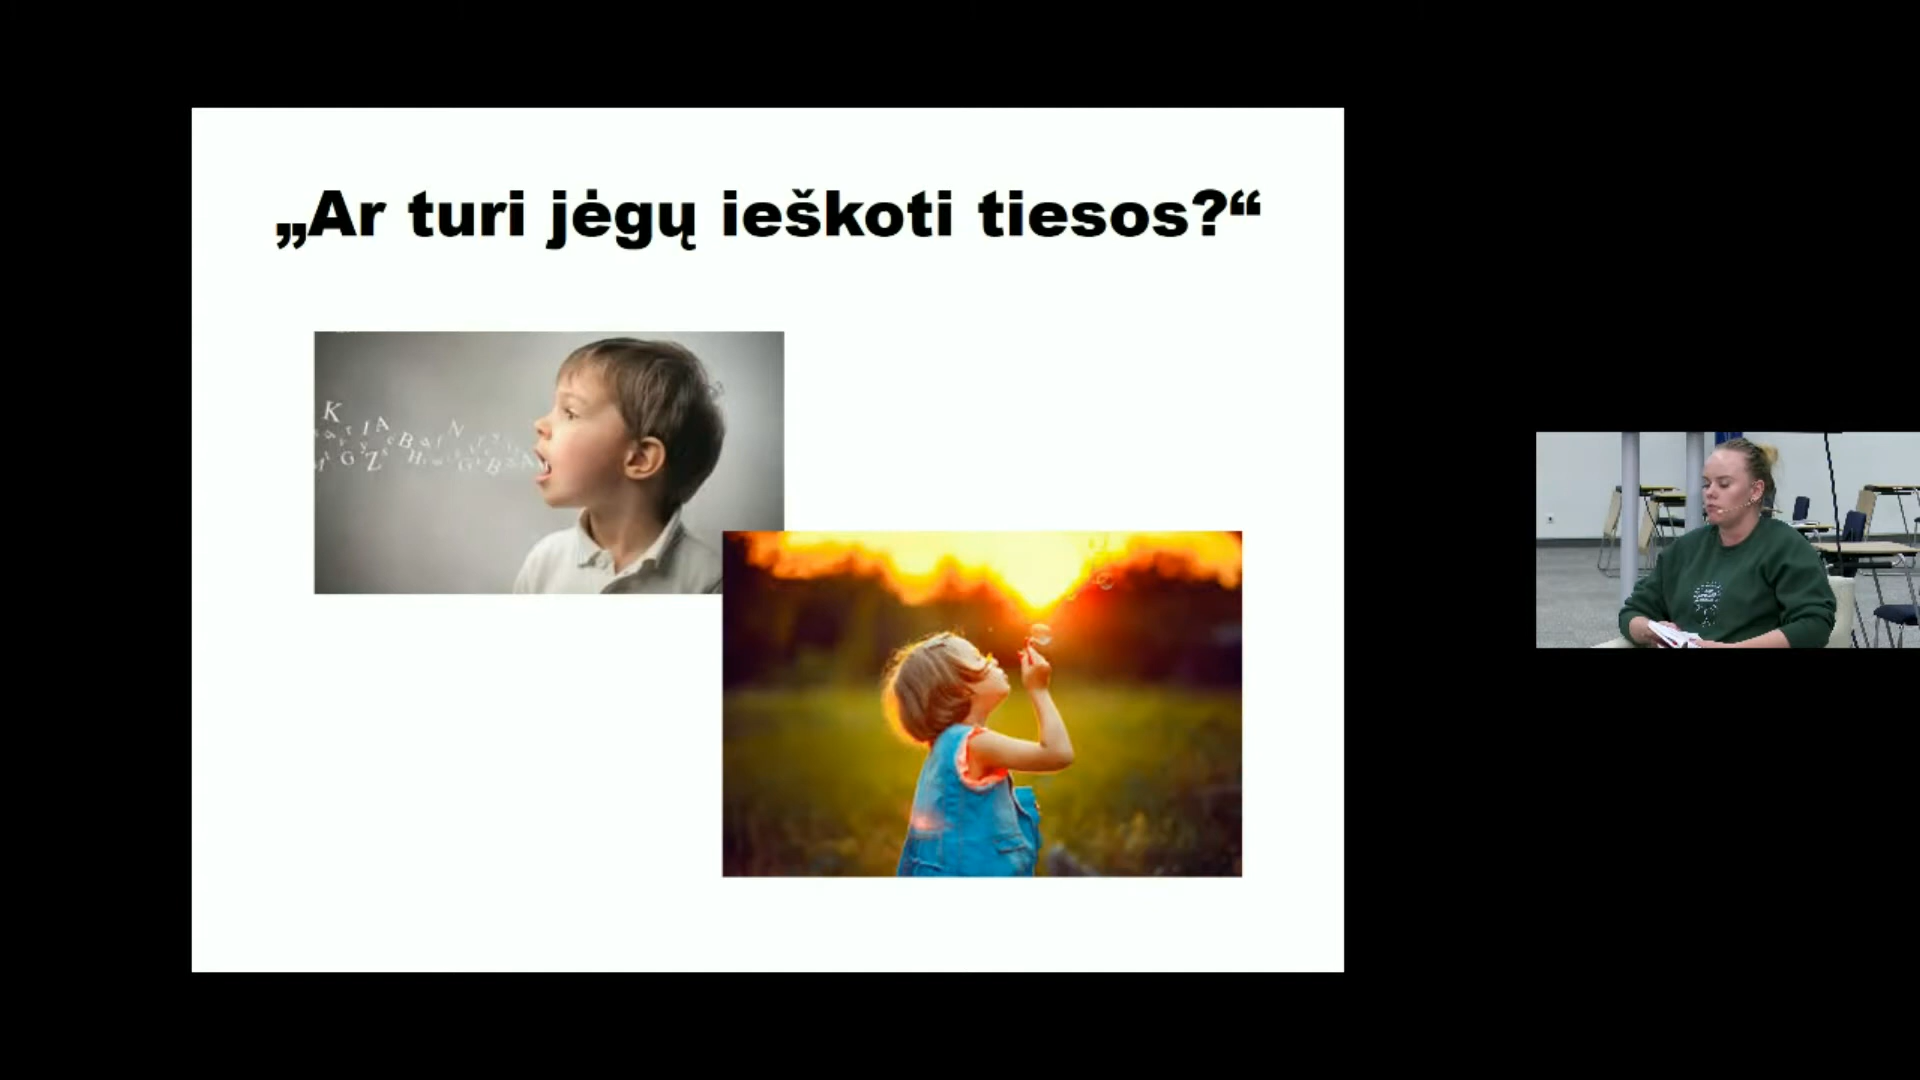 „Ar turi jėgų ieškoti tiesos?“
K
I A
B
N
G Z
H
G B